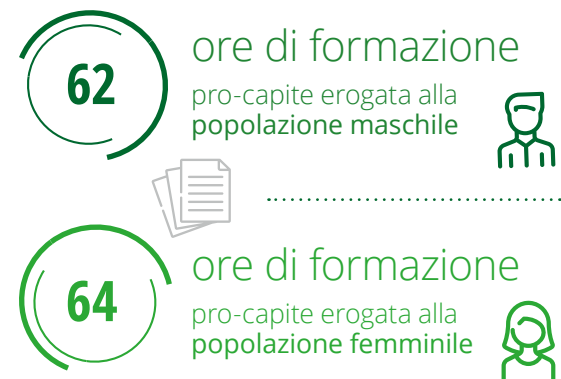 62
ore di formazione
pro-capite erogata alla
popolazione maschile
64
ore di formazione
pro-capite erogata alla
popolazione femminile